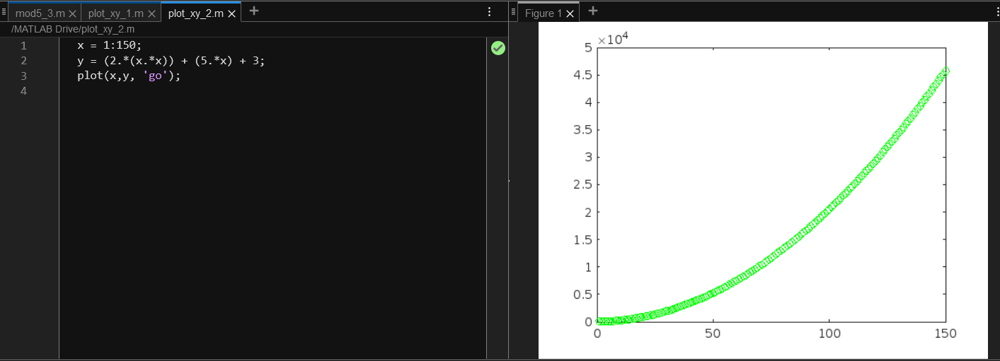 mod5_3.m × plot_xy_1.m × plot_xy_2.m × +
/MATLAB Drive/plot_xy_2.m
1 x = 1:150;
2 y = (2.*(x.*x)) + (5.*x) + 3;
3 plot(x,y, 'go');
4
Figure 1 × +
×10^4
5
4.5
4
3.5
3
2.5
2
1.5
1
0.5
0
0 50 100 150